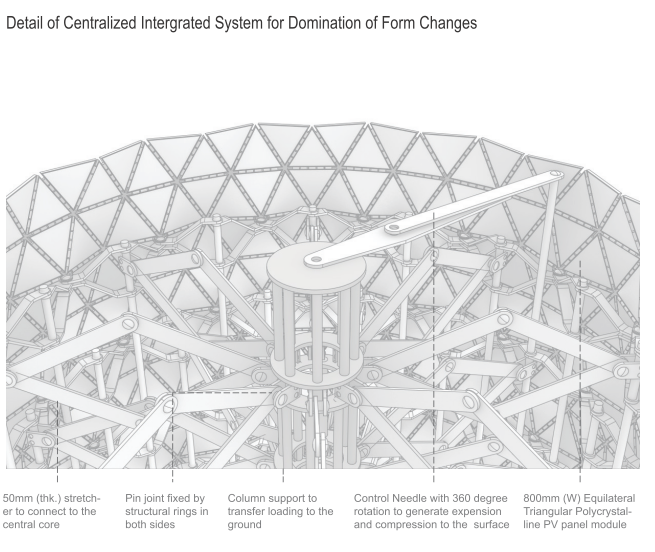 Detail of Centralized Intergrated System for Domination of Form Changes
50mm (thk.) stretch-
er to connect to the
central core
Pin joint fixed by
structural rings in
both sides
Column support to
transfer loading to the
ground
Control Needle with 360 degree
rotation to generate expension
and compression to the surface
800mm (W) Equilateral
Triangular Polycrystal-
line PV panel module